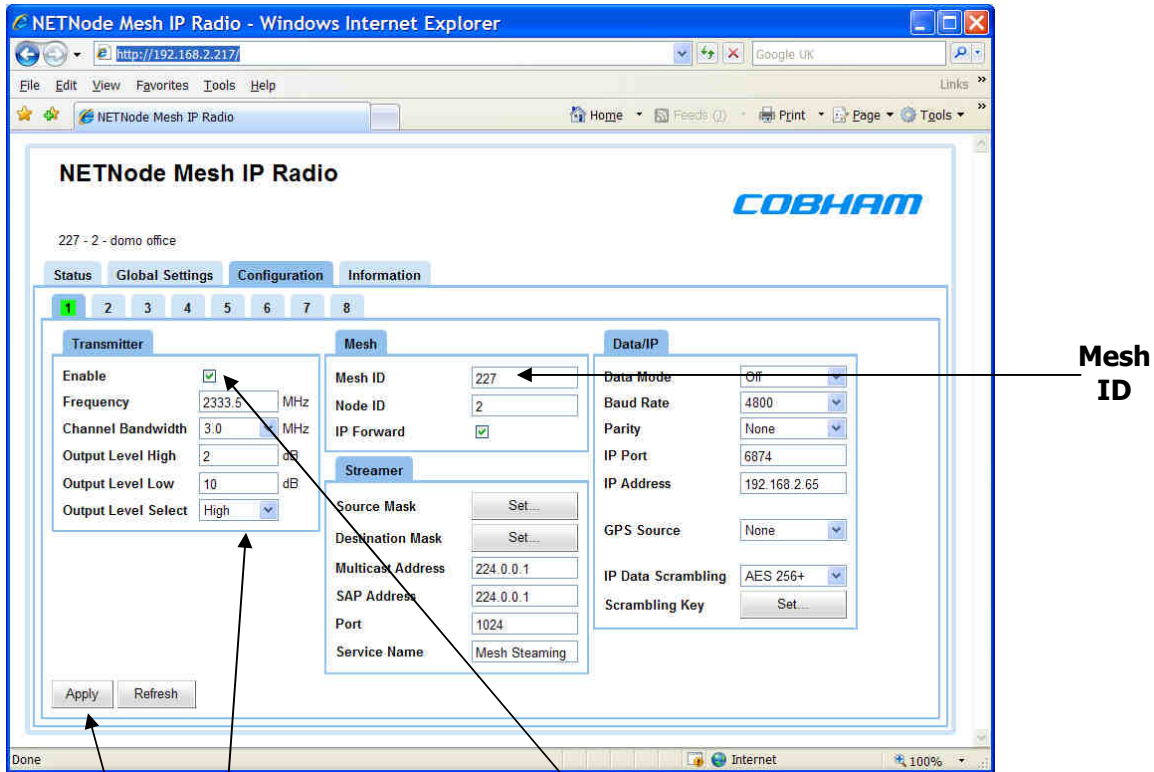 NETNode Mesh IP Radio - Windows Internet Explorer
http://192.168.2.217/
Google UK
File Edit View Favorites Tools Help
Links »
NETNode Mesh IP Radio
Home Feeds (J) Print Page Tools »
NETNode Mesh IP Radio
COBHAM
227 - 2 - domo office
Status Global Settings Configuration Information
1 2 3 4 5 6 7 8
Transmitter
Enable
Frequency 2333.5 MHz
Channel Bandwidth 3.0 MHz
Output Level High 2 dB
Output Level Low 10 dB
Output Level Select High
Mesh
Mesh ID 227
Node ID 2
IP Forward
Streamer
Source Mask Set...
Destination Mask Set...
Multicast Address 224.0.0.1
SAP Address 224.0.0.1
Port 1024
Service Name Mesh Steaming
Data/IP
Data Mode Off
Baud Rate 4800
Parity None
IP Port 6874
IP Address 192.168.2.65
GPS Source None
IP Data Scrambling AES 256+
Scrambling Key Set...
Mesh
ID
Apply Refresh
Done
Internet
100%